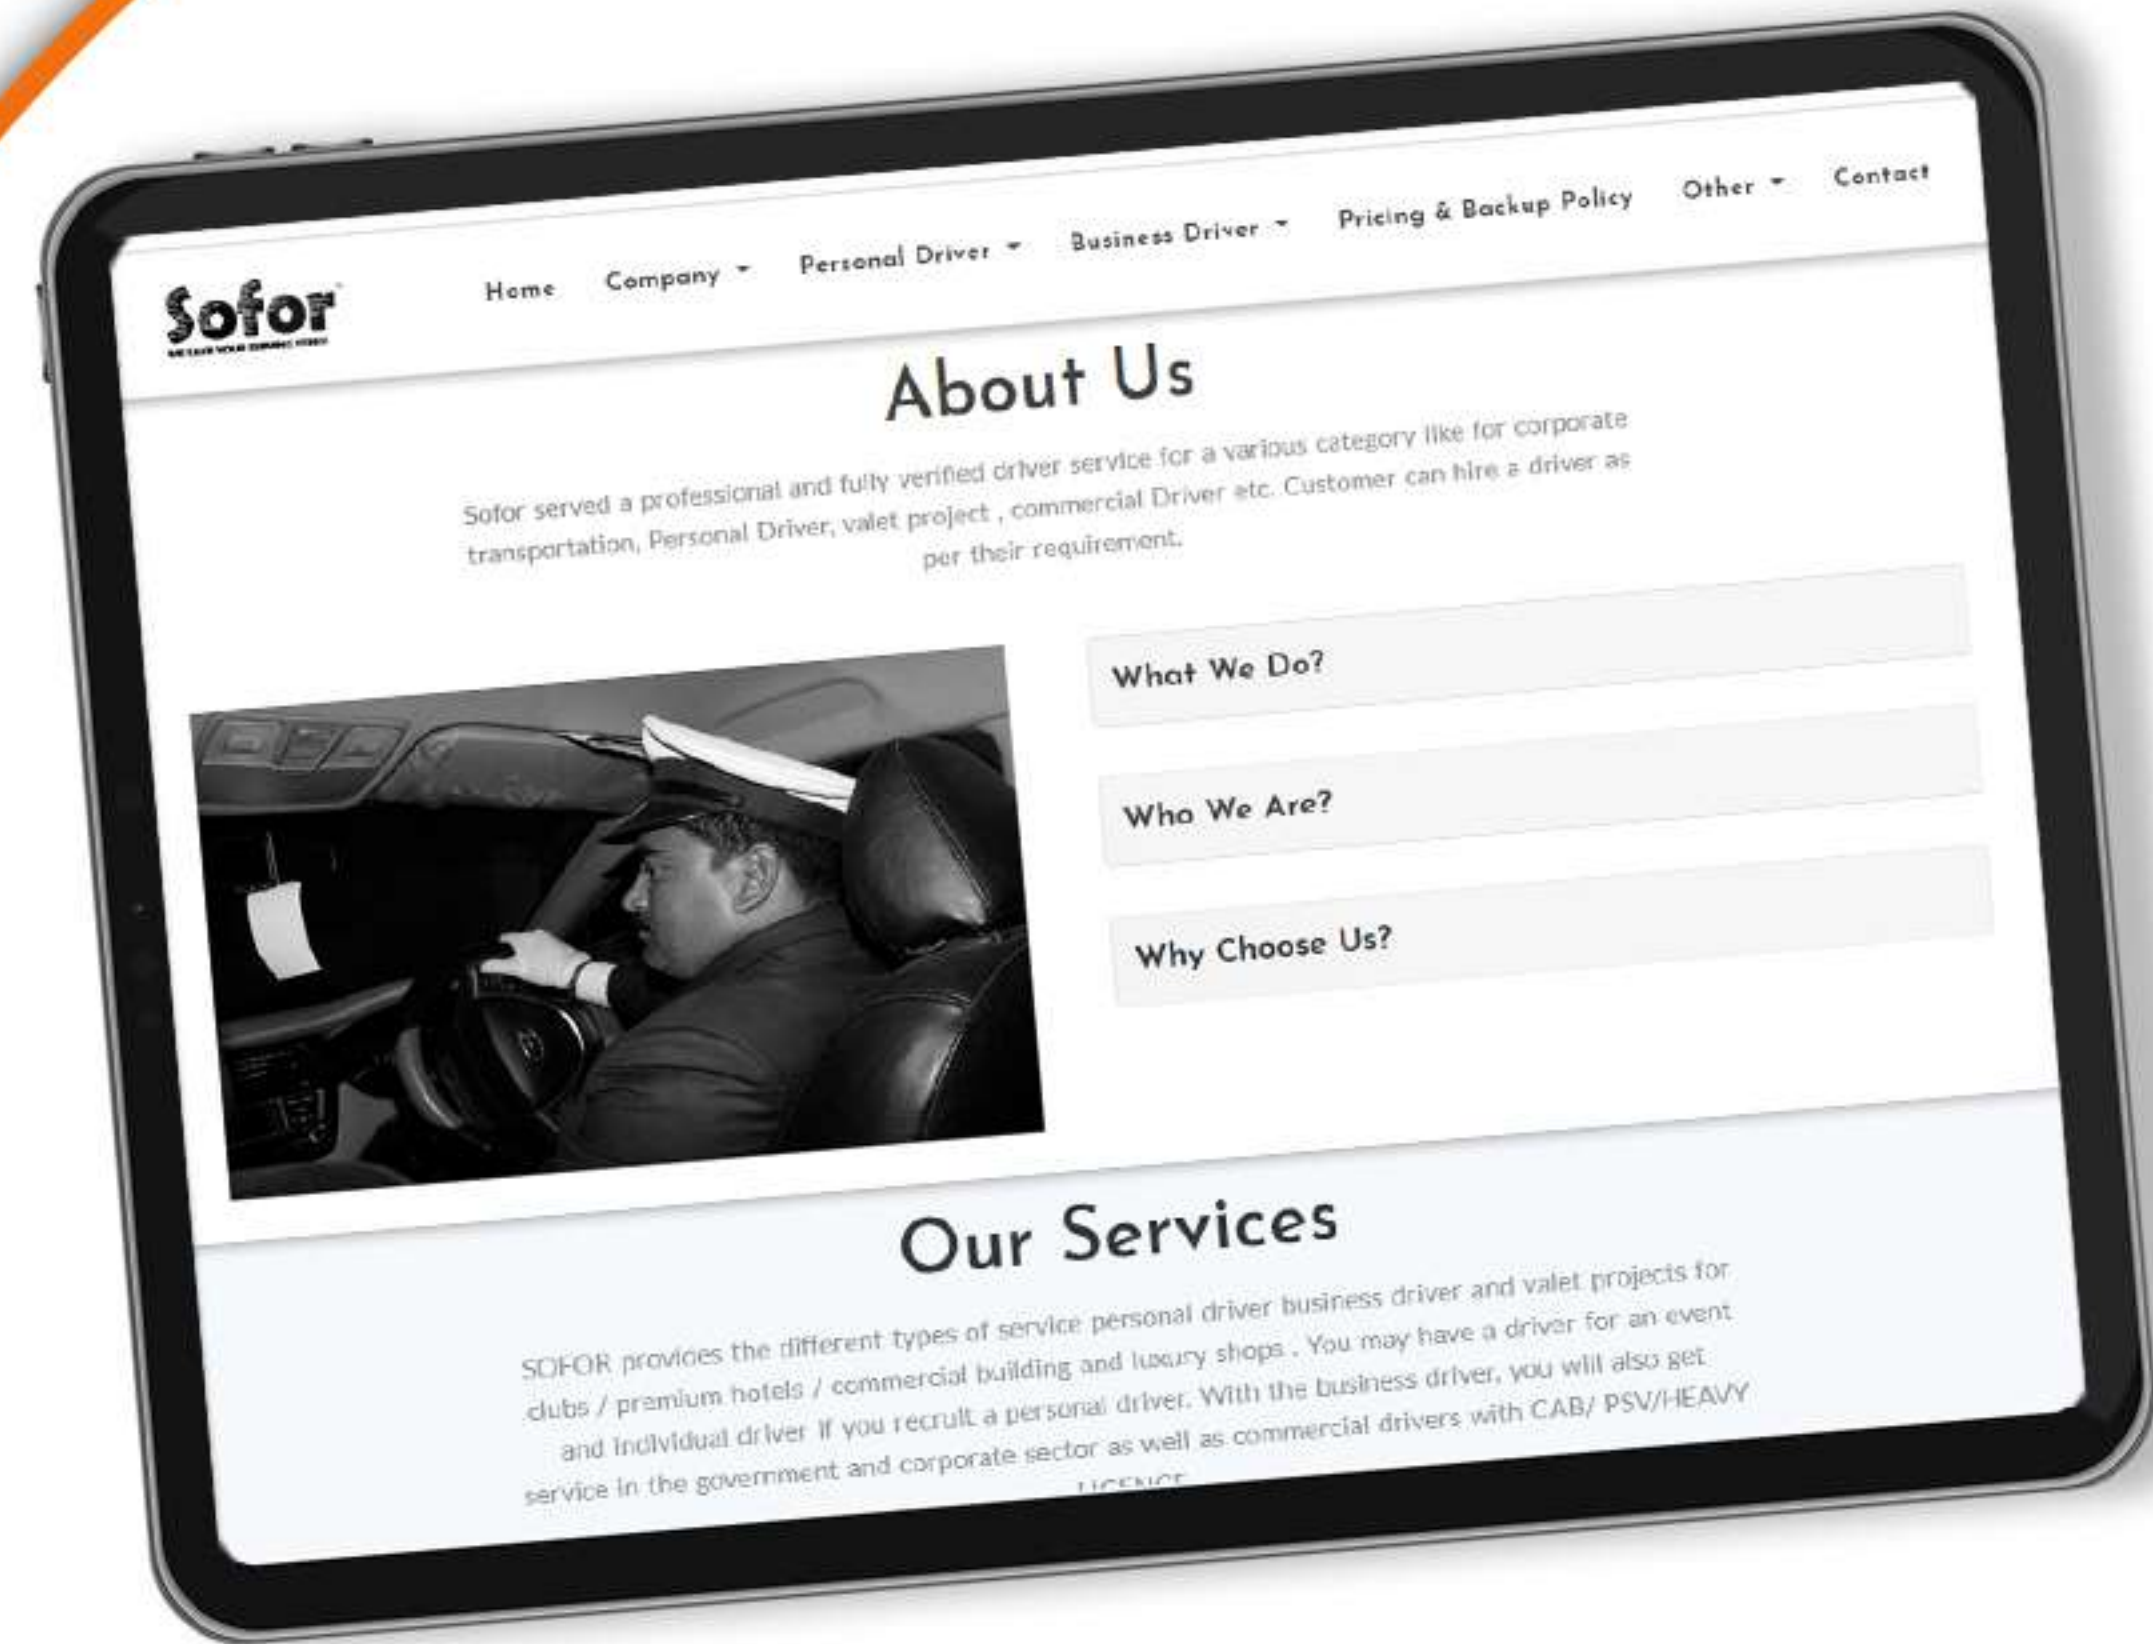 Sofor
Home Company Personal Driver Business Driver Pricing & Backup Policy Other Contact
About Us
Sofor served a professional and fully verified driver service for a various category like for corporate
transportation, Personal Driver, valet project , commercial Driver etc. Customer can hire a driver as
per their requirement.
What We Do?
Who We Are?
Why Choose Us?
Our Services
SOFOR provides the different types of service personal driver business driver and valet projects for
clubs / premium hotels / commercial building and luxury shops . You may have a driver for an event
and individual driver if you recruit a personal driver. With the business driver, you will also get
service in the government and corporate sector as well as commercial drivers with CAB/ PSV/HEAVY
LICENCE